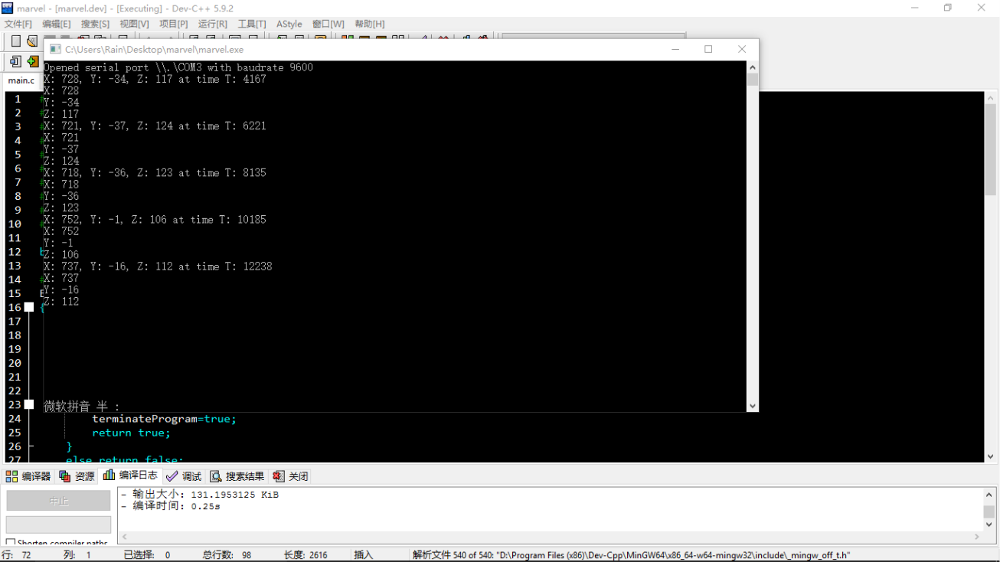 marvel - [marvel.dev] - [Executing] - Dev-C++ 5.9.2
文件[F] 编辑[E] 搜索[S] 视图[V] 项目[P] 运行[R] 工具[T] AStyle 窗口[W] 帮助[H]
C:\Users\Rain\Desktop\marvel\marvel.exe
main.c
Opened serial port \\.\COM3 with baudrate 9600
X: 728, Y: -34, Z: 117 at time T: 4167
X: 728
Y: -34
Z: 117
X: 721, Y: -37, Z: 124 at time T: 6221
X: 721
Y: -37
Z: 124
X: 718, Y: -36, Z: 123 at time T: 8135
X: 718
Y: -36
Z: 123
X: 752, Y: -1, Z: 106 at time T: 10185
X: 752
Y: -1
Z: 106
X: 737, Y: -16, Z: 112 at time T: 12238
X: 737
Y: -16
Z: 112
微软拼音 半 :
1
2
3
4
5
6
7
8
9
10
11
12
13
14
15
16 {
17
18
19
20
21
22
23
24 terminateProgram=true;
25 return true;
26 }
27 else return false;
编译器 资源 编译日志 调试 搜索结果 关闭
中止
Shorten compiler paths
- 输出大小: 131.1953125 KiB
- 编译时间: 0.25s
行: 72 列: 1 已选择: 0 总行数: 98 长度: 2616 插入 解析文件 540 of 540: "D:\Program Files (x86)\Dev-Cpp\MinGW64\x86_64-w64-mingw32\include\_mingw_off_t.h"